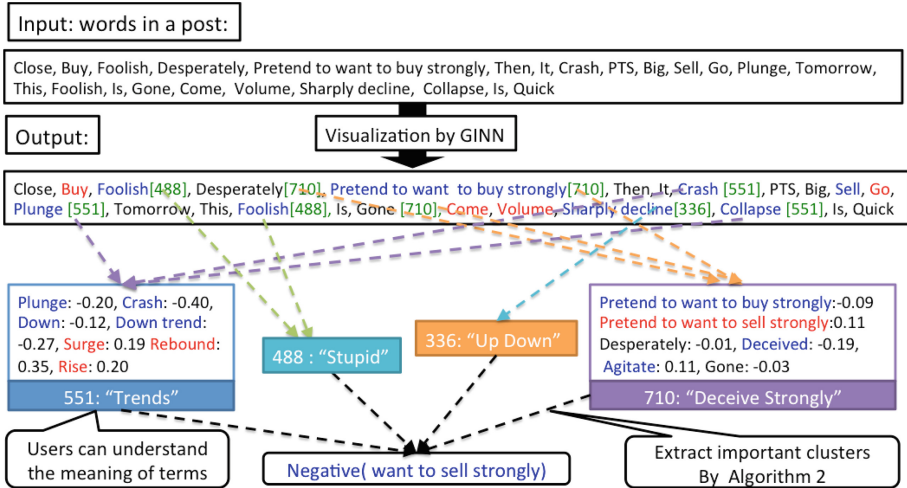 Input: words in a post:
Close, Buy, Foolish, Desperately, Pretend to want to buy strongly, Then, It, Crash, PTS, Big, Sell, Go, Plunge, Tomorrow,
This, Foolish, Is, Gone, Come, Volume, Sharply decline, Collapse, Is, Quick
Output:
Visualization by GINN
Close, Buy, Foolish[488], Desperately[710], Pretend to want to buy strongly[710], Then, It, Crash [551], PTS, Big, Sell, Go,
Plunge [551], Tomorrow, This, Foolish[488], Is, Gone [710], Come, Volume, Sharply decline[336], Collapse [551], Is, Quick
Plunge: -0.20, Crash: -0.40,
Down: -0.12, Down trend:
-0.27, Surge: 0.19 Rebound:
0.35, Rise: 0.20
551: “Trends”
488 : “Stupid”
336: “Up Down”
Pretend to want to buy strongly:-0.09
Pretend to want to sell strongly:0.11
Desperately: -0.01, Deceived: -0.19,
Agitate: 0.11, Gone: -0.03
710: “Deceive Strongly”
Users can understand
the meaning of terms
Negative( want to sell strongly)
Extract important clusters
By Algorithm 2